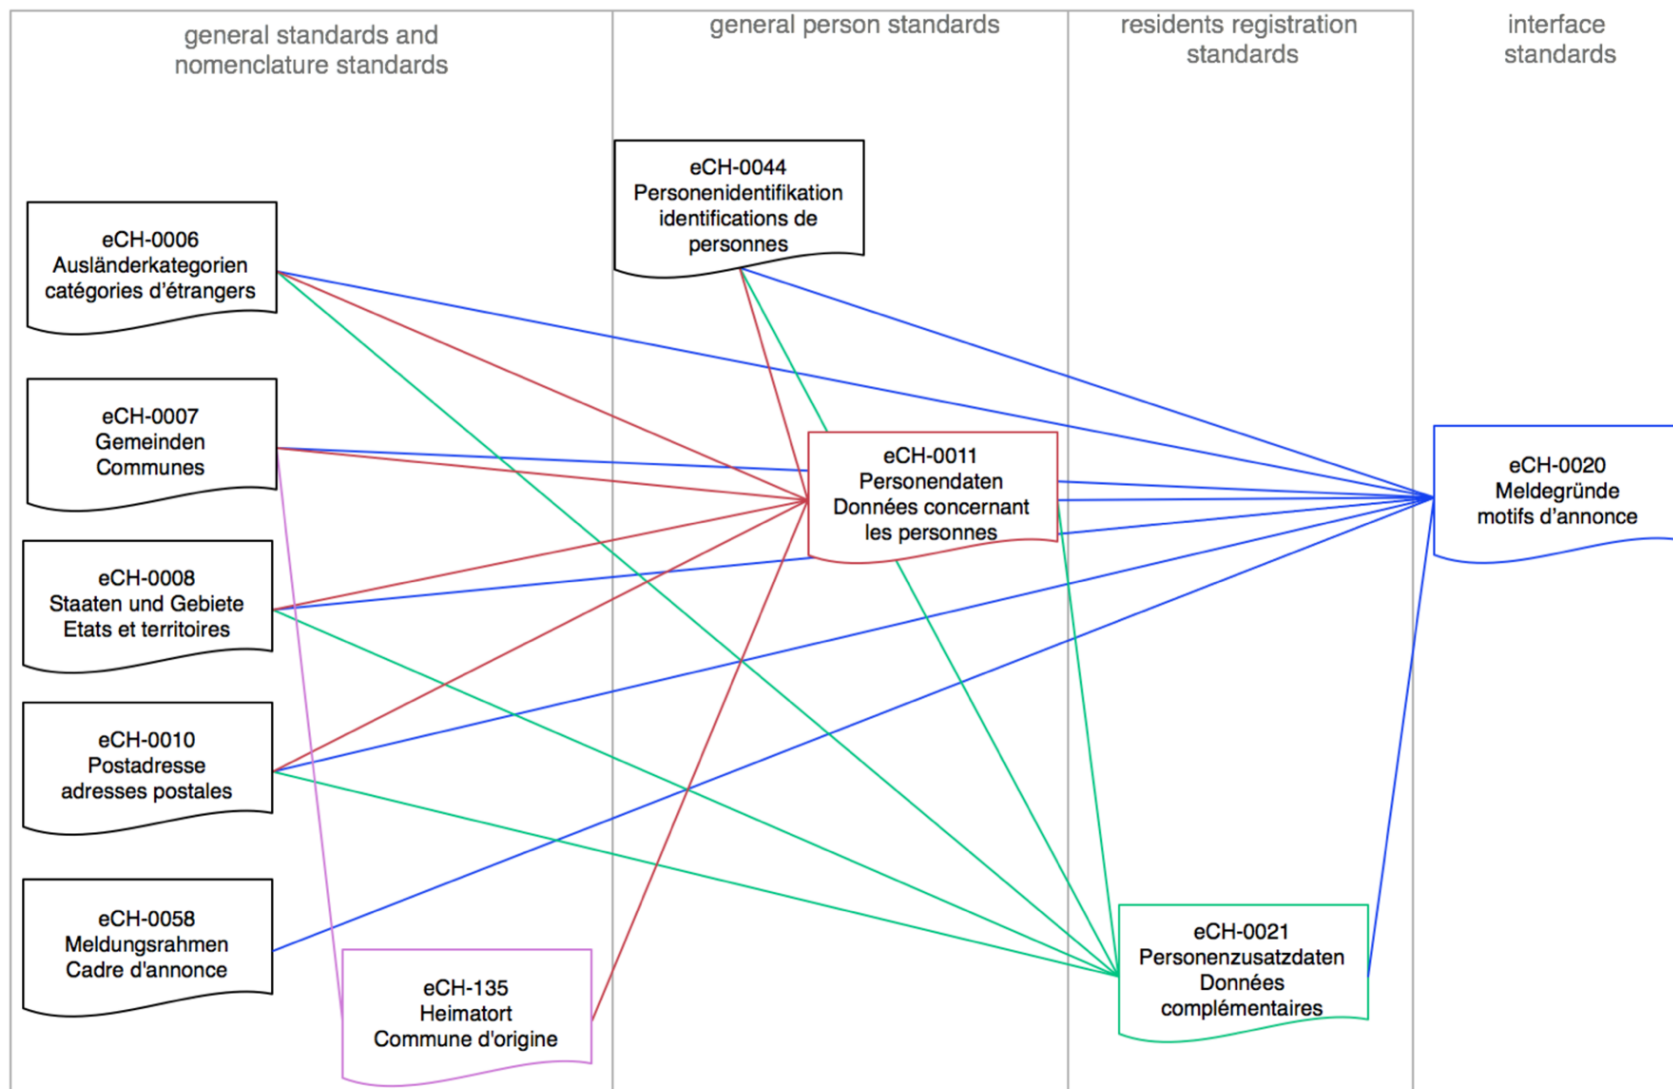 general standards and
nomenclature standards
general person standards
residents registration
standards
interface
standards
eCH-0044
Personenidentifikation
identifications de
personnes
eCH-0006
Ausländerkategorien
catégories d'étrangers
eCH-0007
Gemeinden
Communes
eCH-0011
Personendaten
Données concernant
les personnes
eCH-0020
Meldegründe
motifs d'annonce
eCH-0008
Staaten und Gebiete
Etats et territoires
eCH-0010
Postadresse
adresses postales
eCH-0058
Meldungsrahmen
Cadre d'annonce
eCH-135
Heimatort
Commune d'origine
eCH-0021
Personenzusatzdaten
Données
complémentaires